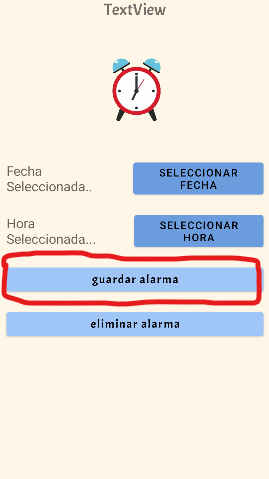 TextView
Fecha
Seleccionada..
SELECCIONAR
FECHA
Hora
Seleccionada...
SELECCIONAR
HORA
guardar alarma
eliminar alarma